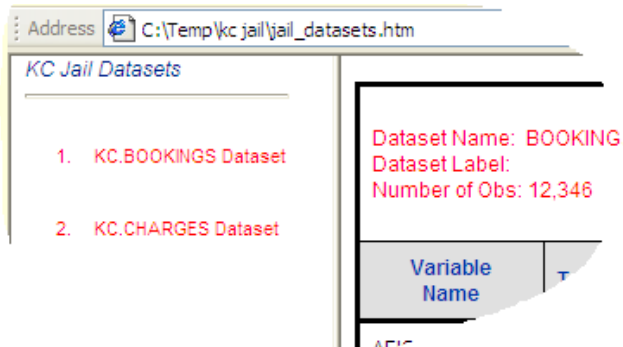 Address C:\Temp\kc jail\jail_datasets.htm
KC Jail Datasets
1. KC.BOOKINGS Dataset
2. KC.CHARGES Dataset
Dataset Name: BOOKING
Dataset Label:
Number of Obs: 12,346
Variable
Name